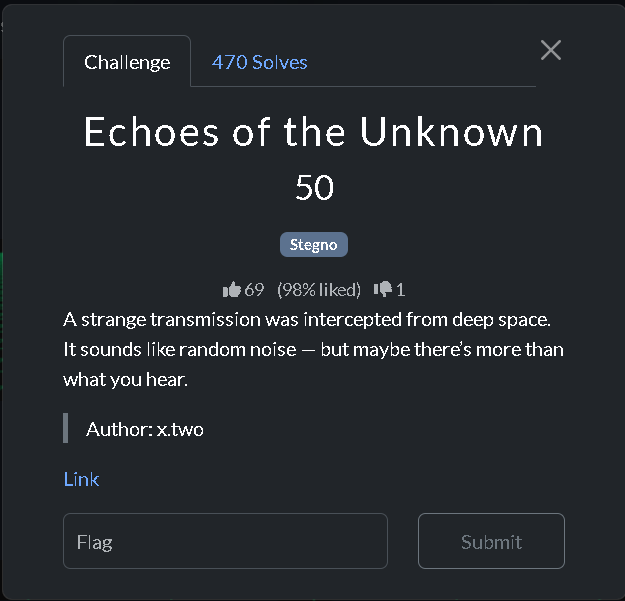 Challenge
470 Solves
Echoes of the Unknown
50
Stegno
69 (98% liked) 1
A strange transmission was intercepted from deep space.
It sounds like random noise — but maybe there’s more than
what you hear.
Author: x.two
Link
Flag
Submit